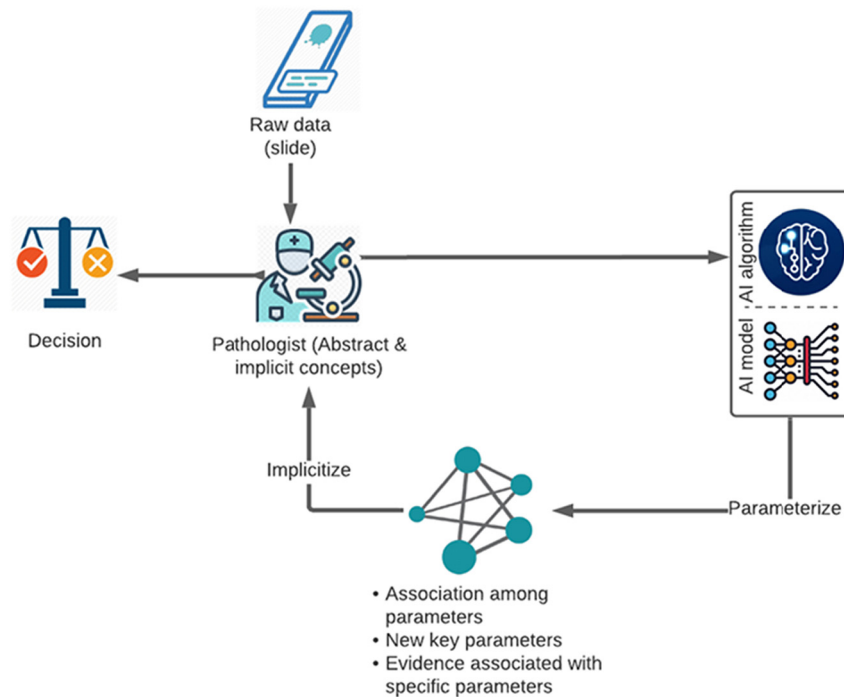 Raw data
(slide)
Decision
Pathologist (Abstract &
implicit concepts)
AI algorithm
AI model
Implicitize
Parameterize
• Association among
parameters
• New key parameters
• Evidence associated with
specific parameters